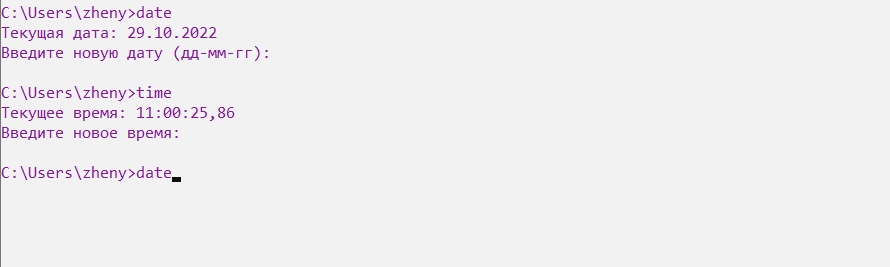 C:\Users\zheny>date
Текущая дата: 29.10.2022
Введите новую дату (дд-мм-гг):
C:\Users\zheny>time
Текущее время: 11:00:25,86
Введите новое время:
C:\Users\zheny>date